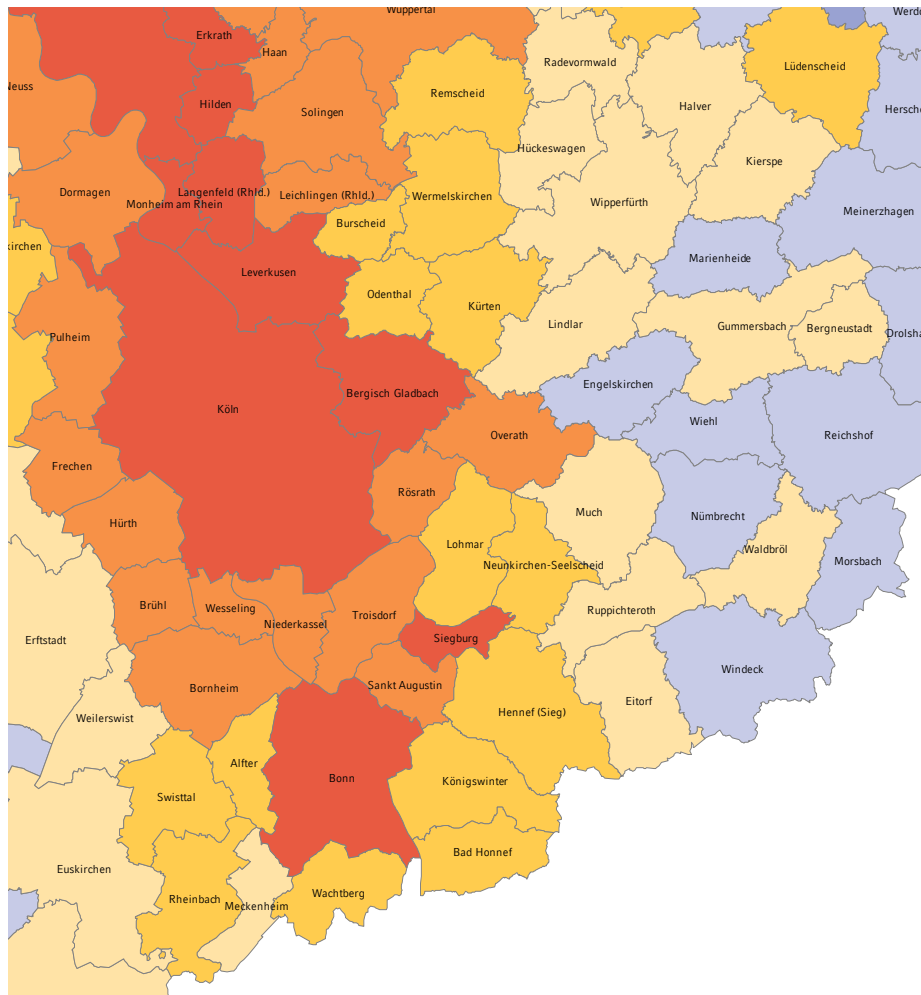 Wuppertal
Erkrath
Haan
Radevormwald
Lüdenscheid
Remscheid
Hilden
Solingen
Halver
Hückeswagen
Kierspe
Dormagen
Langenfeld (Rhld.)
Monheim am Rhein
Leichlingen (Rhld.)
Wermelskirchen
Wipperfürth
Meinerzhagen
Burscheid
kirchen
Leverkusen
Marienheide
Odenthal
Kürten
Lindlar
Gummersbach
Bergneustadt
Drolsha
Pulheim
Bergisch Gladbach
Engelskirchen
Köln
Wiehl
Overath
Reichshof
Frechen
Rösrath
Hürth
Much
Nümbrecht
Lohmar
Waldbröl
Neunkirchen-Seelscheid
Morsbach
Brühl
Wesseling
Niederkassel
Troisdorf
Ruppichteroth
Erftstadt
Siegburg
Windeck
Bornheim
Sankt Augustin
Eitorf
Weilerswist
Hennef (Sieg)
Alfter
Bonn
Königswinter
Swisttal
Bad Honnef
Euskirchen
Rheinbach
Meckenheim
Wachtberg